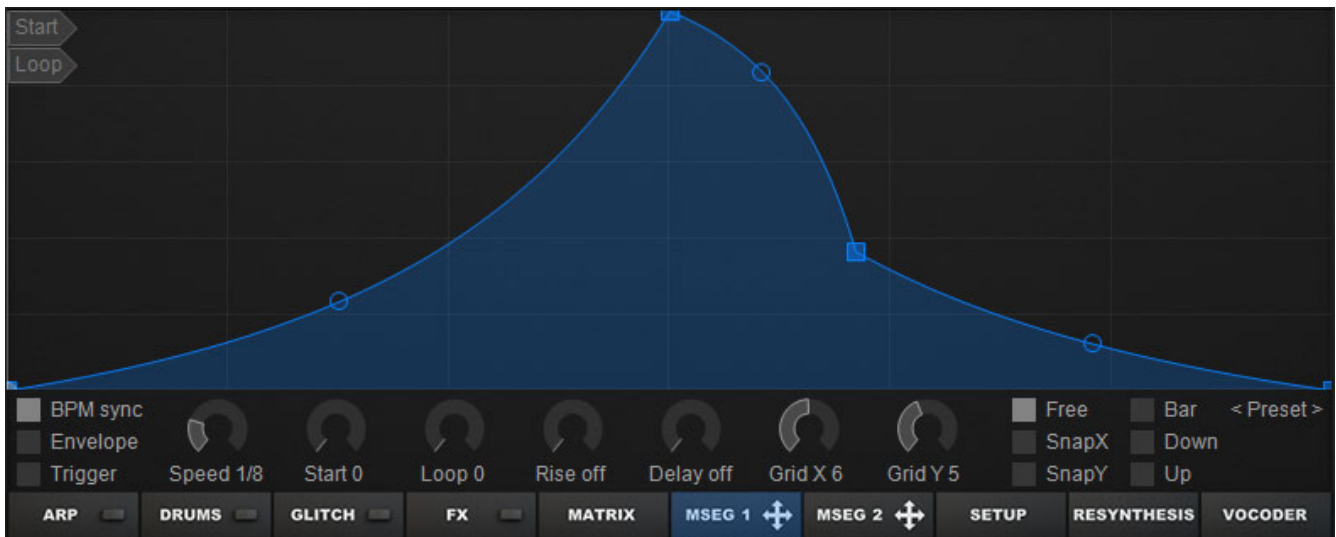 Start
Loop
BPM sync
Envelope
Trigger
Speed 1/8
Start 0
Loop 0
Rise off
Delay off
Grid X 6
Grid Y 5
Free
SnapX
SnapY
Bar
Down
Up
< Preset >
ARP DRUMS GLITCH FX MATRIX MSEG 1 MSEG 2 SETUP RESYNTHESIS VOCODER